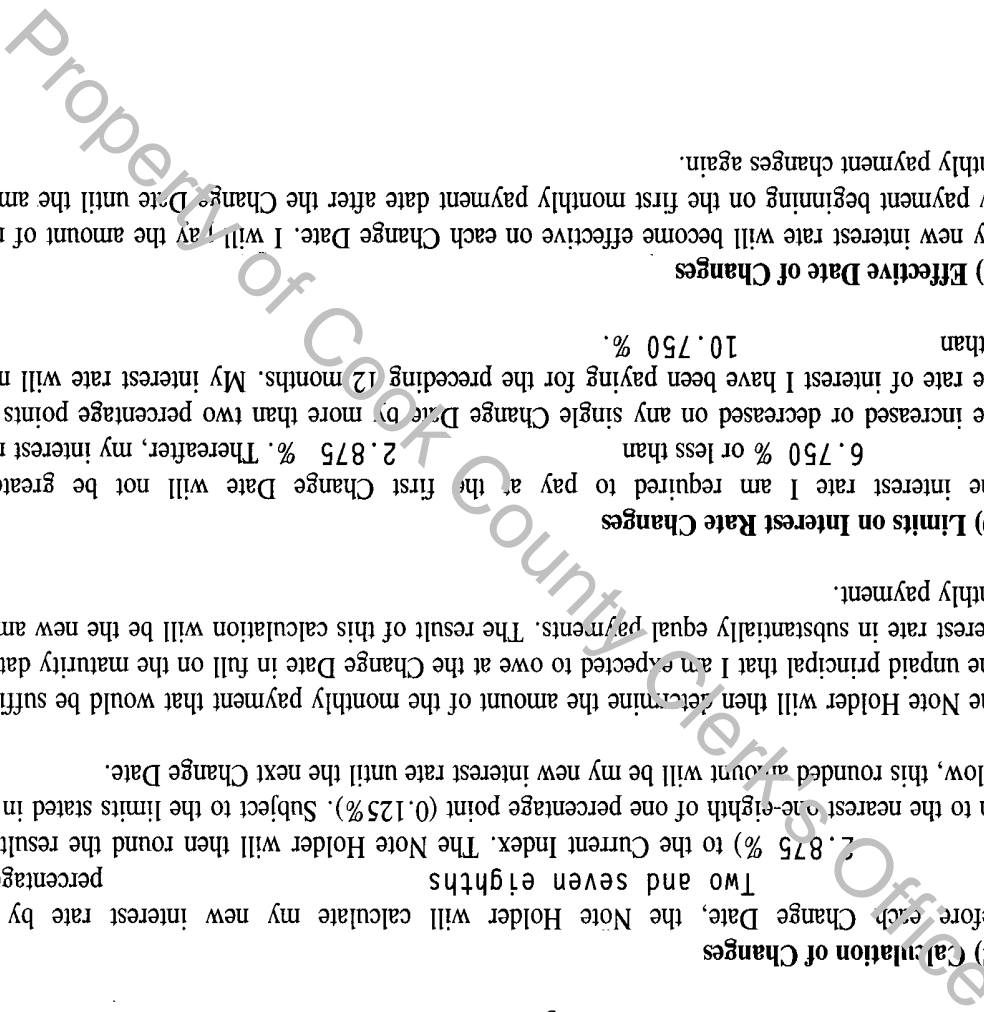 ) Calculation of Changes
efore each Change Date, the Note Holder will calculate my new interest rate by
Two and seven eighths percentage
2.875 %) to the Current Index. The Note Holder will then round the result
n to the nearest one-eighth of one percentage point (0.125%). Subject to the limits stated in
low, this rounded amount will be my new interest rate until the next Change Date.
he Note Holder will then determine the amount of the monthly payment that would be suffi
he unpaid principal that I am expected to owe at the Change Date in full on the maturity dat
erest rate in substantially equal payments. The result of this calculation will be the new am
nthly payment.
) Limits on Interest Rate Changes
he interest rate I am required to pay at the first Change Date will not be greate
6.750 % or less than 2.875 %. Thereafter, my interest r
e increased or decreased on any single Change Date by more than two percentage points
e rate of interest I have been paying for the preceding 12 months. My interest rate will n
than 10.750 %.
) Effective Date of Changes
y new interest rate will become effective on each Change Date. I will pay the amount of n
y payment beginning on the first monthly payment date after the Change Date until the am
nthly payment changes again.
Property of Cook County Clerk's Office